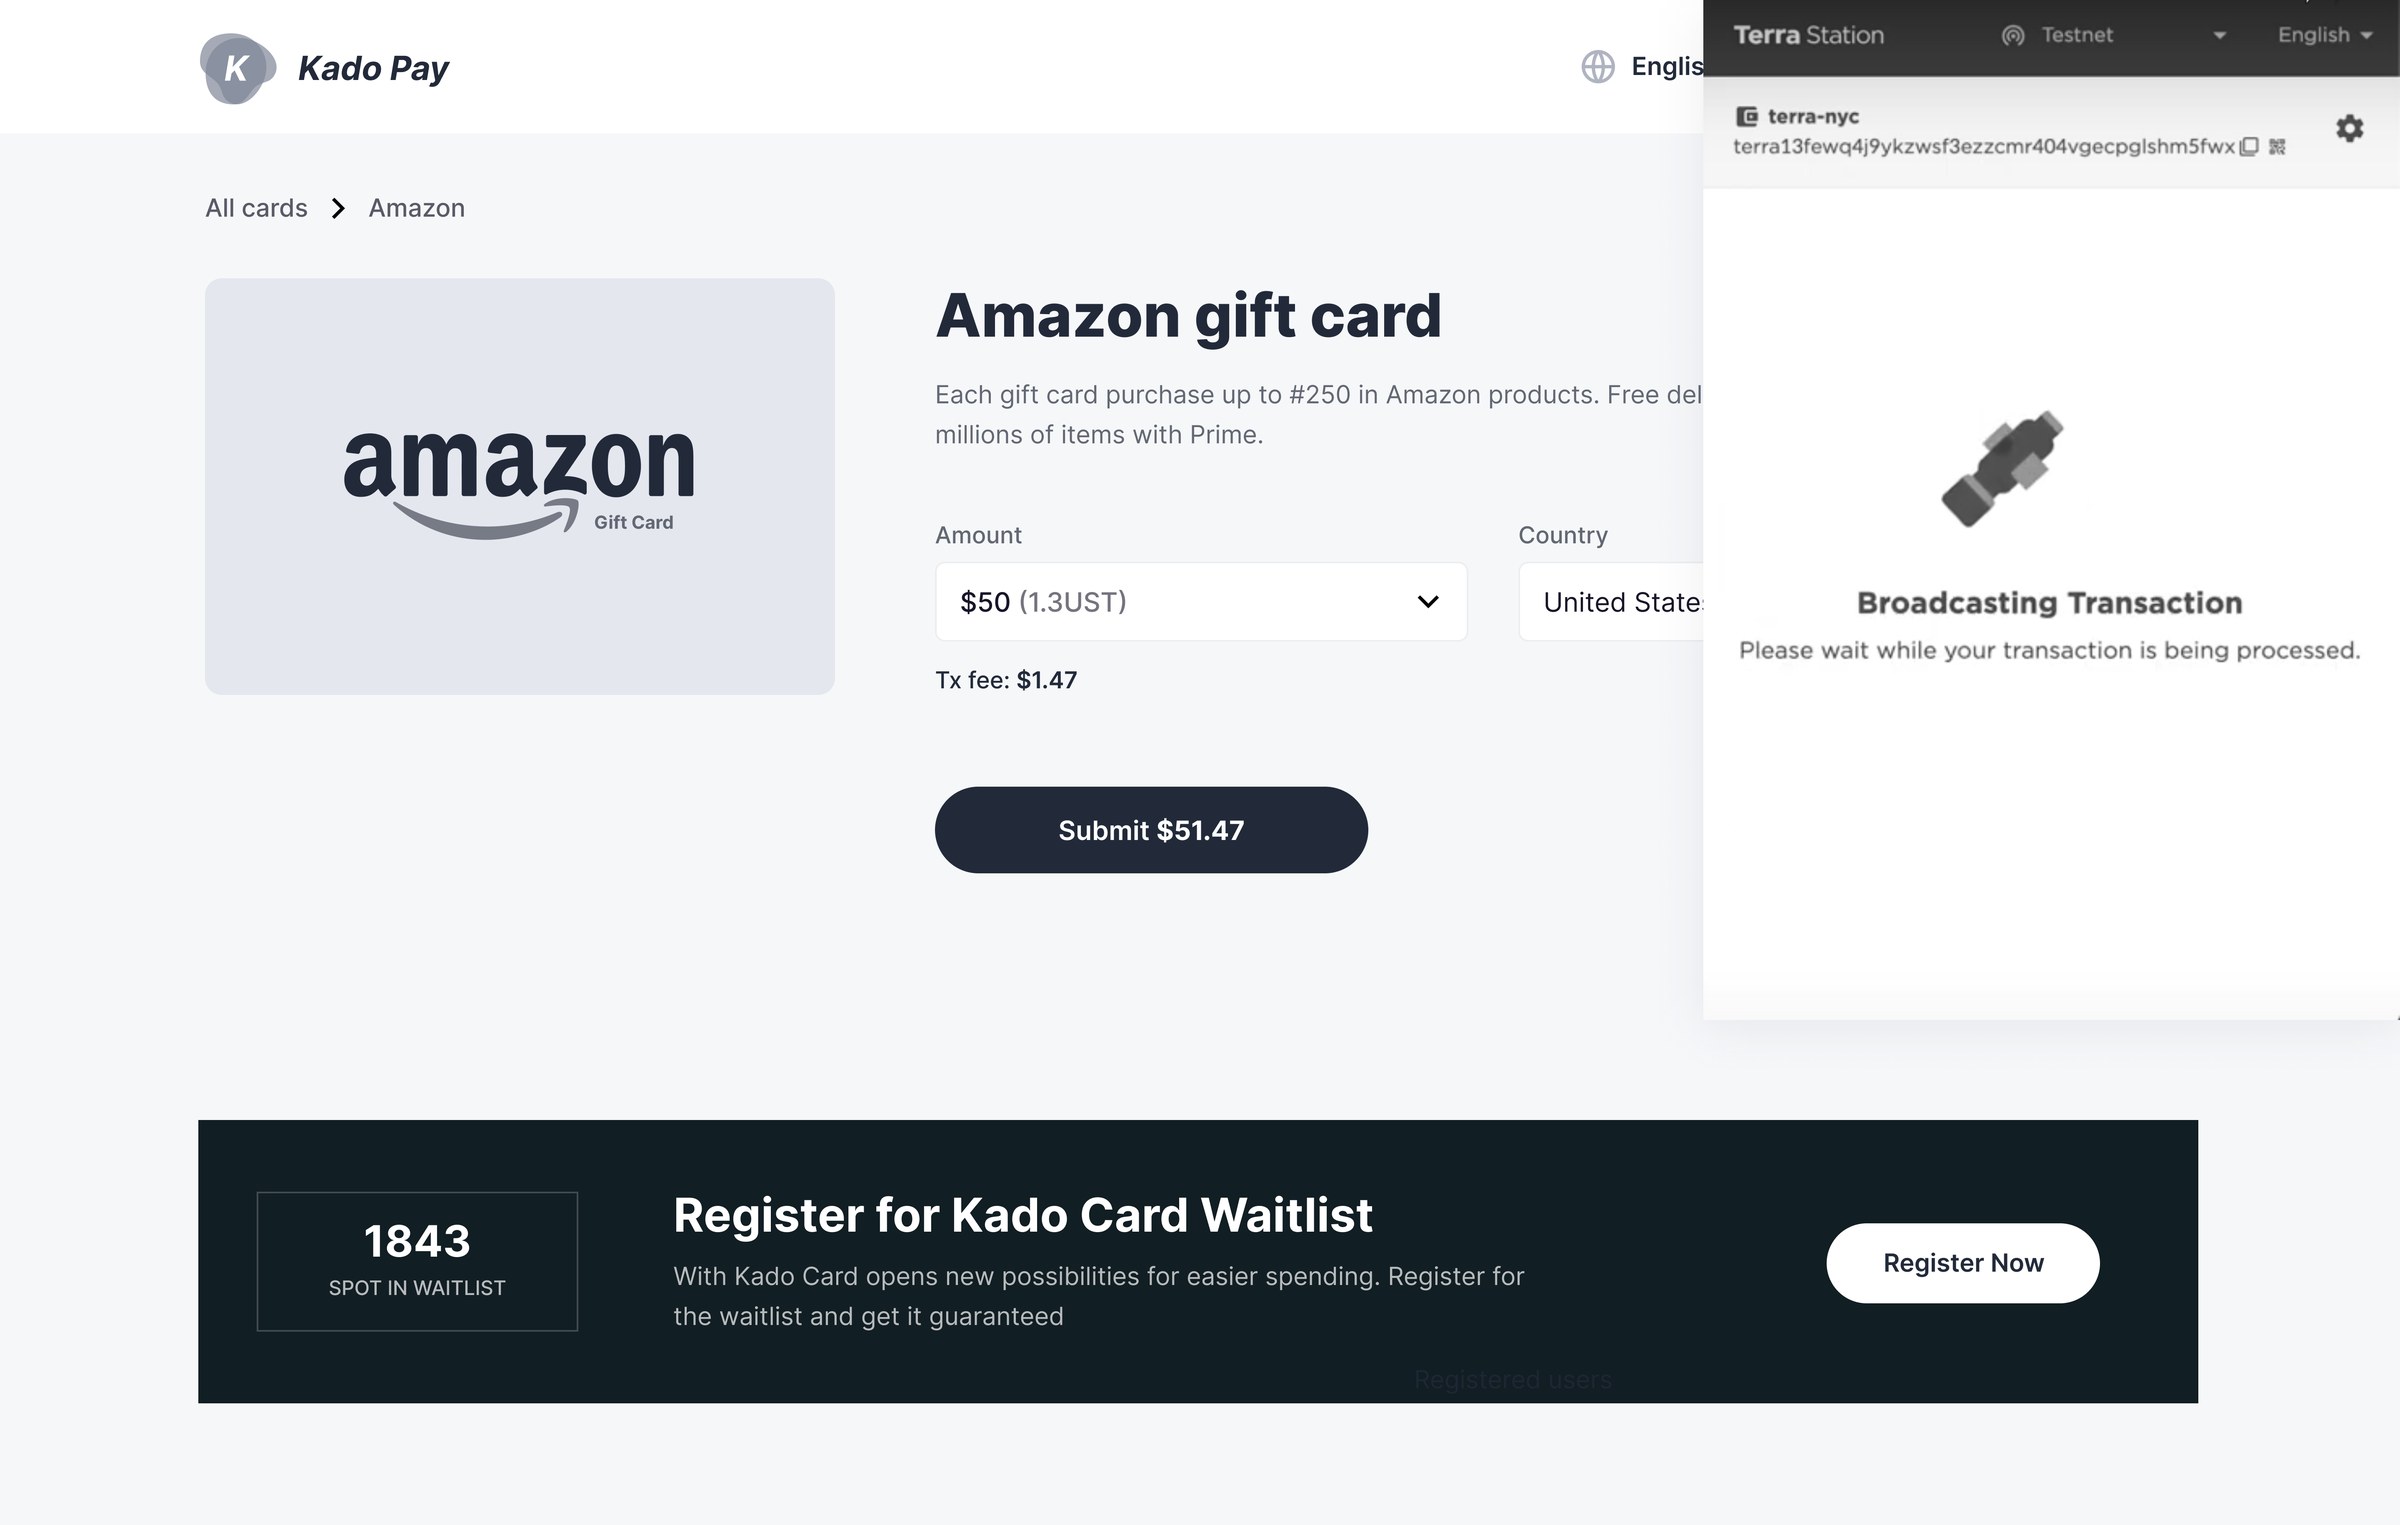 K
Kado Pay
Englis
All cards
Amazon
amazon
Gift Card
Amazon gift card
Each gift card purchase up to #250 in Amazon products. Free del
millions of items with Prime.
Amount
Country
$50 (1.3UST)
United States
Tx fee: $1.47
Submit $51.47
Terra Station
Testnet
English
terra-nyc
terra13fewq4j9ykzwsf3ezzcmr404vgecpglshm5fwx
Broadcasting Transaction
Please wait while your transaction is being processed.
1843
SPOT IN WAITLIST
Register for Kado Card Waitlist
With Kado Card opens new possibilities for easier spending. Register for
the waitlist and get it guaranteed
Register Now
Registered users